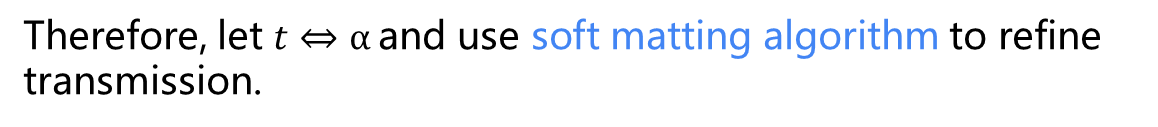 Therefore, let t ⇔ α and use soft matting algorithm to refine
transmission.